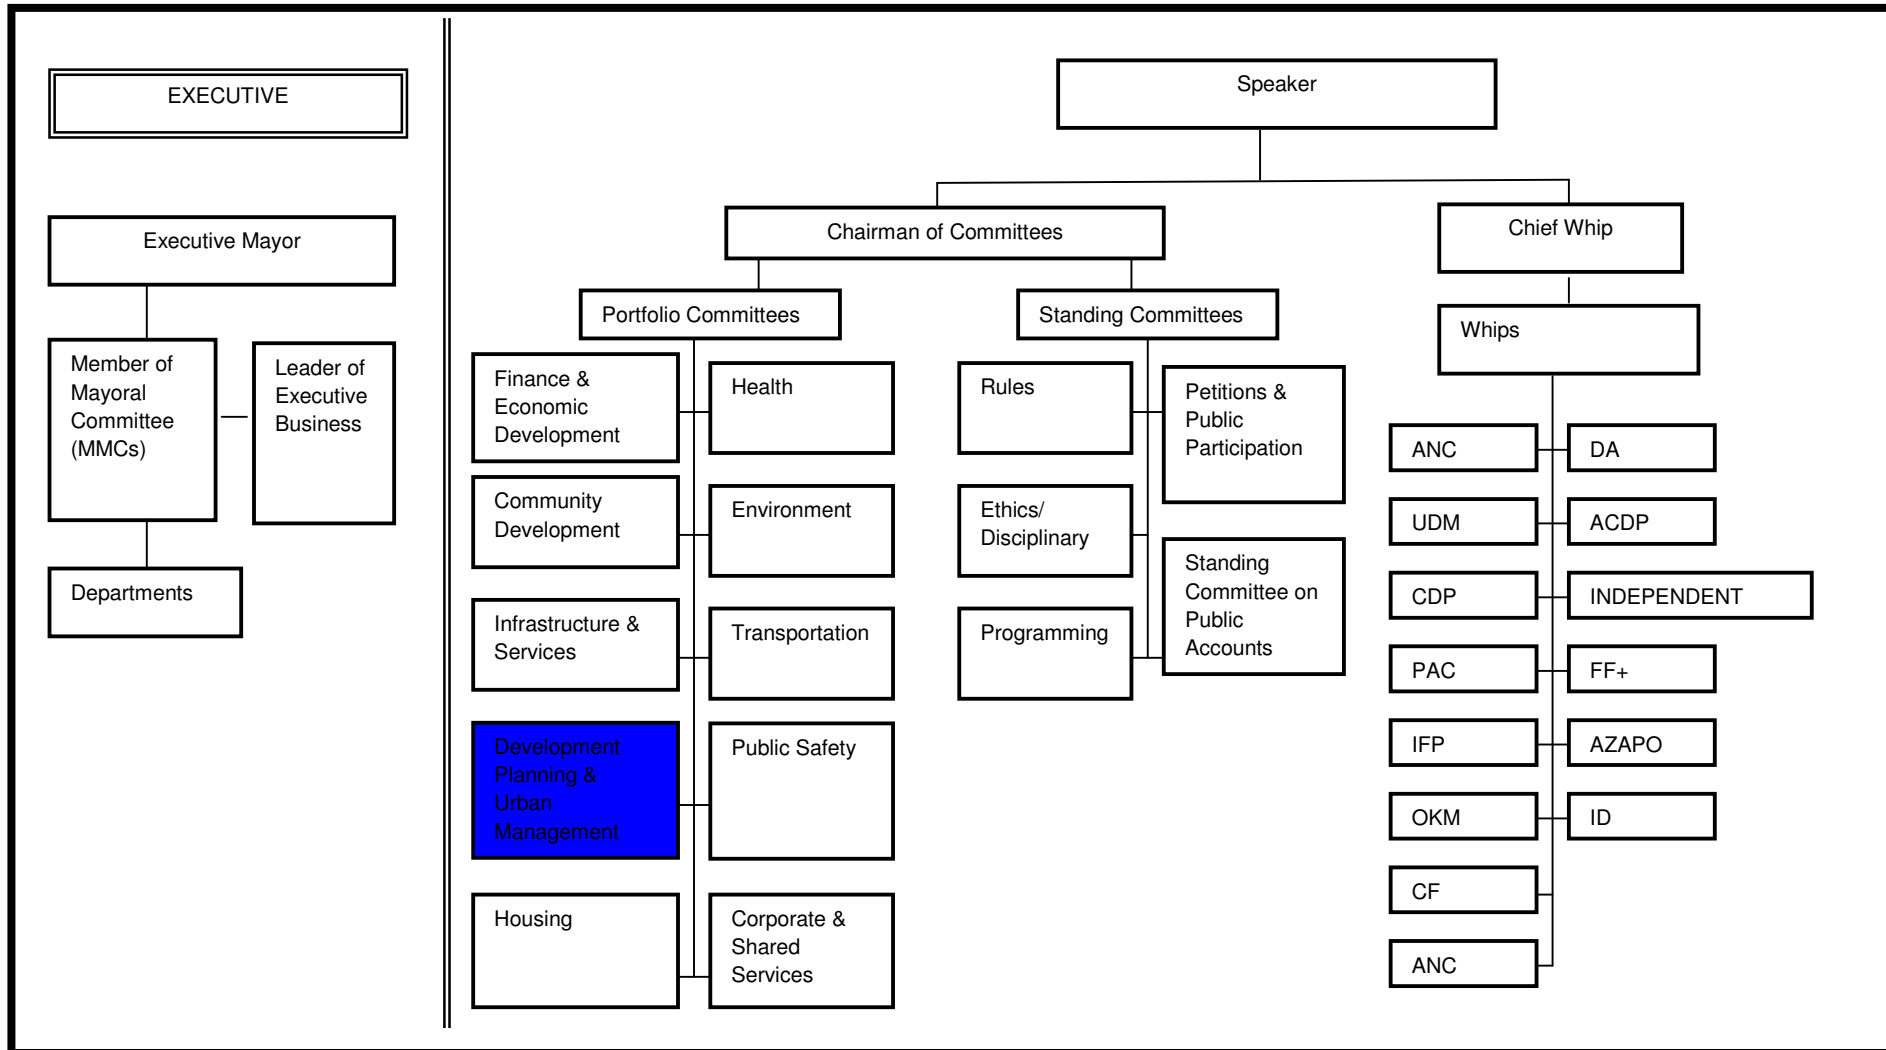 EXECUTIVE
Executive Mayor
Member of
Mayoral
Committee
(MMCs)
Leader of
Executive
Business
Departments
Speaker
Chairman of Committees
Chief Whip
Portfolio Committees
Standing Committees
Whips
Finance &
Economic
Development
Health
Community
Development
Environment
Infrastructure &
Services
Transportation
Development
Planning &
Urban
Management
Public Safety
Housing
Corporate &
Shared
Services
Rules
Petitions &
Public
Participation
Ethics/
Disciplinary
Standing
Committee on
Public
Accounts
Programming
ANC
DA
UDM
ACDP
CDP
INDEPENDENT
PAC
FF+
IFP
AZAPO
OKM
ID
CF
ANC